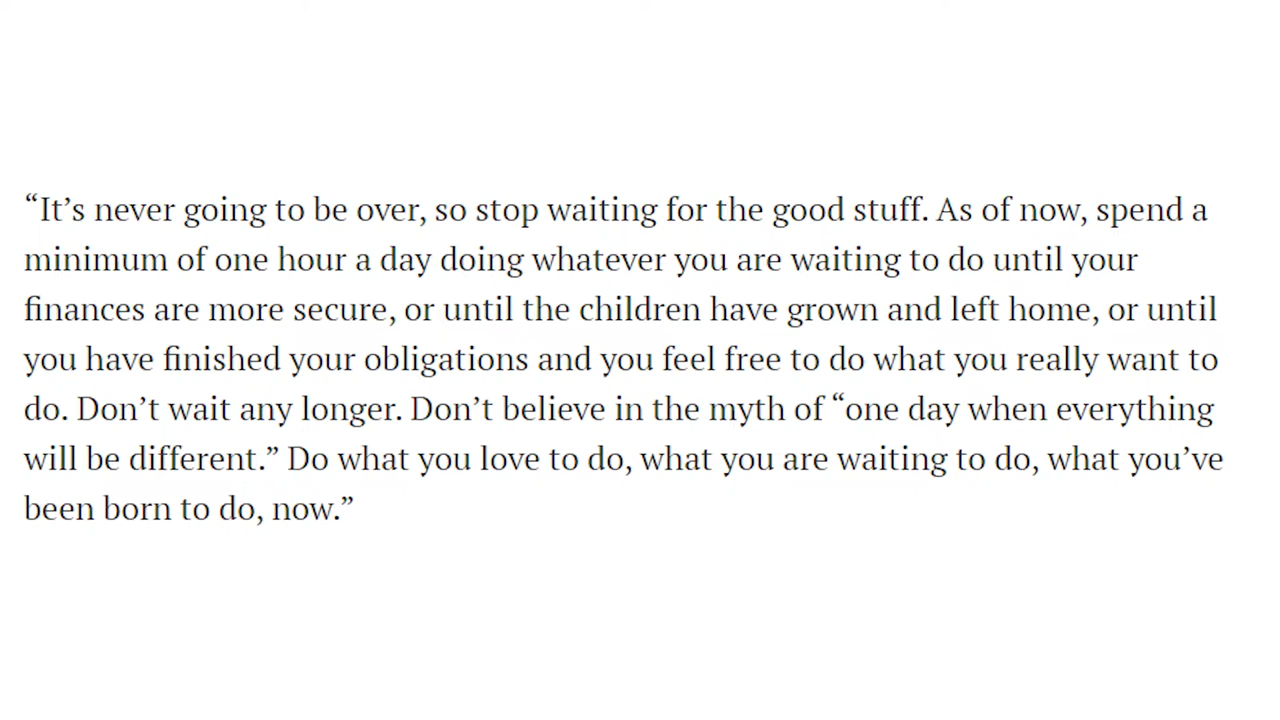 “It’s never going to be over, so stop waiting for the good stuff. As of now, spend a
minimum of one hour a day doing whatever you are waiting to do until your
finances are more secure, or until the children have grown and left home, or until
you have finished your obligations and you feel free to do what you really want to
do. Don’t wait any longer. Don’t believe in the myth of “one day when everything
will be different.” Do what you love to do, what you are waiting to do, what you’ve
been born to do, now.”